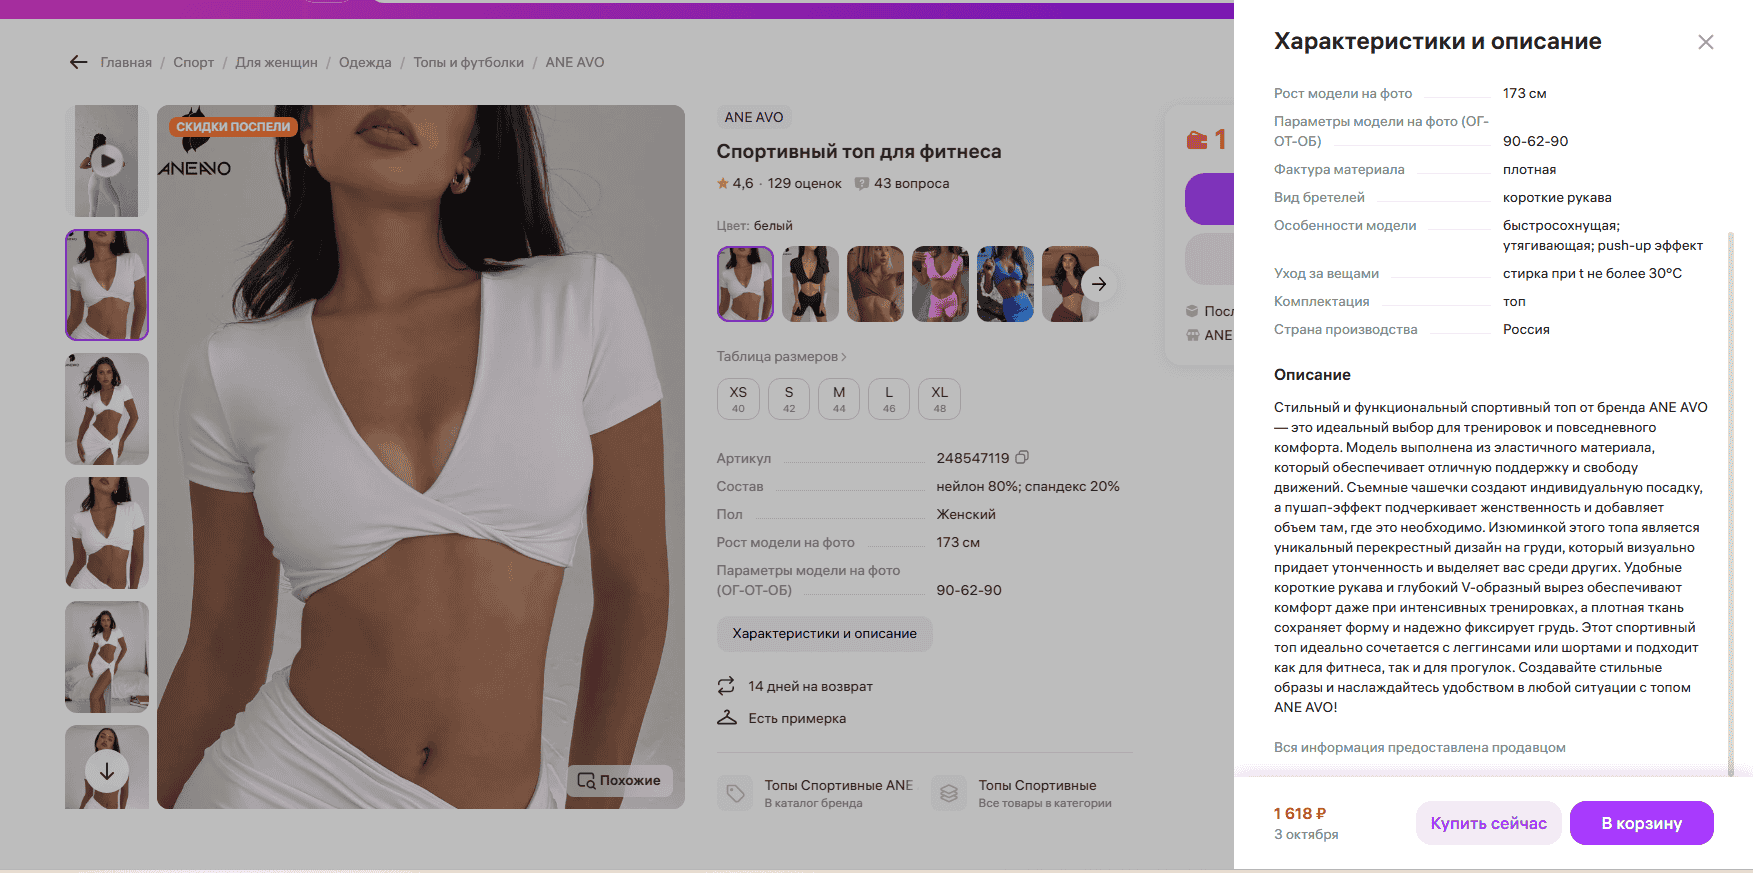 Главная / Спорт / Для женщин / Одежда / Топы и футболки / ANE AVO
СКИДКИ ПОСПЕЛИ
ANE AVO
Похожие
ANE AVO
Спортивный топ для фитнеса
4,6 · 129 оценок 43 вопроса
Цвет: белый
Таблица размеров
XS S M L XL
40 42 44 46 48
Артикул 248547119
Состав нейлон 80%; спандекс 20%
Пол Женский
Рост модели на фото 173 см
Параметры модели на фото
(ОГ-ОТ-ОБ) 90-62-90
Характеристики и описание
14 дней на возврат
Есть примерка
Топы Спортивные ANE
В каталог бренда
Топы Спортивные
Все товары в категории
1
Посл
ANE
Характеристики и описание
Рост модели на фото 173 см
Параметры модели на фото (ОГ-
ОТ-ОБ) 90-62-90
Фактура материала плотная
Вид бретелей короткие рукава
Особенности модели быстросохнущая;
утягивающая; push-up эффект
Уход за вещами стирка при t не более 30°C
Комплектация топ
Страна производства Россия
Описание
Стильный и функциональный спортивный топ от бренда ANE AVO
— это идеальный выбор для тренировок и повседневного
комфорта. Модель выполнена из эластичного материала,
который обеспечивает отличную поддержку и свободу
движений. Съемные чашечки создают индивидуальную посадку,
а пушап-эффект подчеркивает женственность и добавляет
объем там, где это необходимо. Изюминкой этого топа является
уникальный перекрестный дизайн на груди, который визуально
придает утонченность и выделяет вас среди других. Удобные
короткие рукава и глубокий V-образный вырез обеспечивают
комфорт даже при интенсивных тренировках, а плотная ткань
сохраняет форму и надежно фиксирует грудь. Этот спортивный
топ идеально сочетается с леггинсами или шортами и подходит
как для фитнеса, так и для прогулок. Создавайте стильные
образы и наслаждайтесь удобством в любой ситуации с топом
ANE AVO!
Вся информация предоставлена продавцом
1 618 ₽
3 октября
Купить сейчас
В корзину